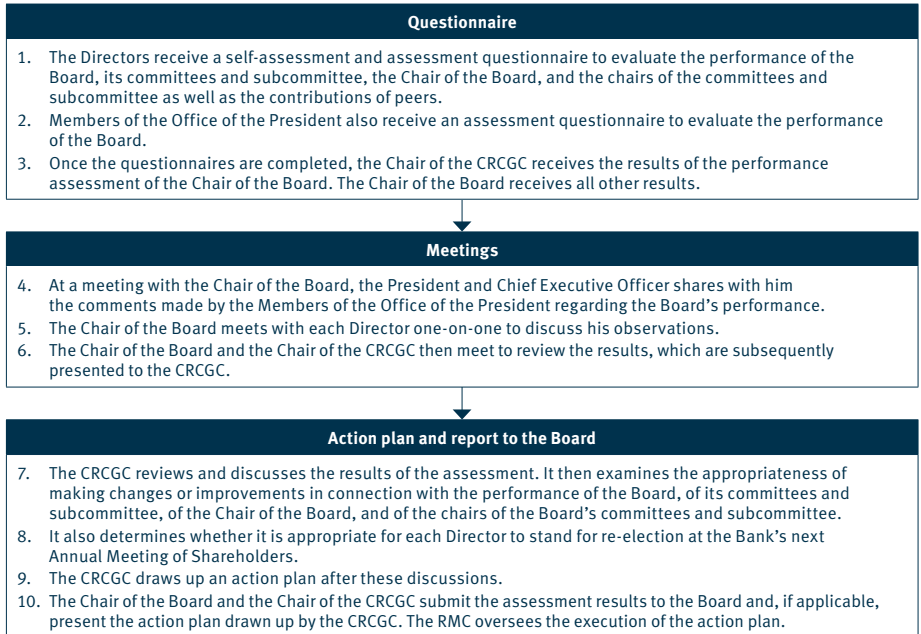 Questionnaire
1. The Directors receive a self-assessment and assessment questionnaire to evaluate the performance of the
Board, its committees and subcommittee, the Chair of the Board, and the chairs of the committees and
subcommittee as well as the contributions of peers.
2. Members of the Office of the President also receive an assessment questionnaire to evaluate the performance
of the Board.
3. Once the questionnaires are completed, the Chair of the CRCGC receives the results of the performance
assessment of the Chair of the Board. The Chair of the Board receives all other results.
Meetings
4. At a meeting with the Chair of the Board, the President and Chief Executive Officer shares with him
the comments made by the Members of the Office of the President regarding the Board's performance.
5. The Chair of the Board meets with each Director one-on-one to discuss his observations.
6. The Chair of the Board and the Chair of the CRCGC then meet to review the results, which are subsequently
presented to the CRCGC.
Action plan and report to the Board
7. The CRCGC reviews and discusses the results of the assessment. It then examines the appropriateness of
making changes or improvements in connection with the performance of the Board, of its committees and
subcommittee, of the Chair of the Board, and of the chairs of the Board's committees and subcommittee.
8. It also determines whether it is appropriate for each Director to stand for re-election at the Bank's next
Annual Meeting of Shareholders.
9. The CRCGC draws up an action plan after these discussions.
10. The Chair of the Board and the Chair of the CRCGC submit the assessment results to the Board and, if applicable,
present the action plan drawn up by the CRCGC. The RMC oversees the execution of the action plan.